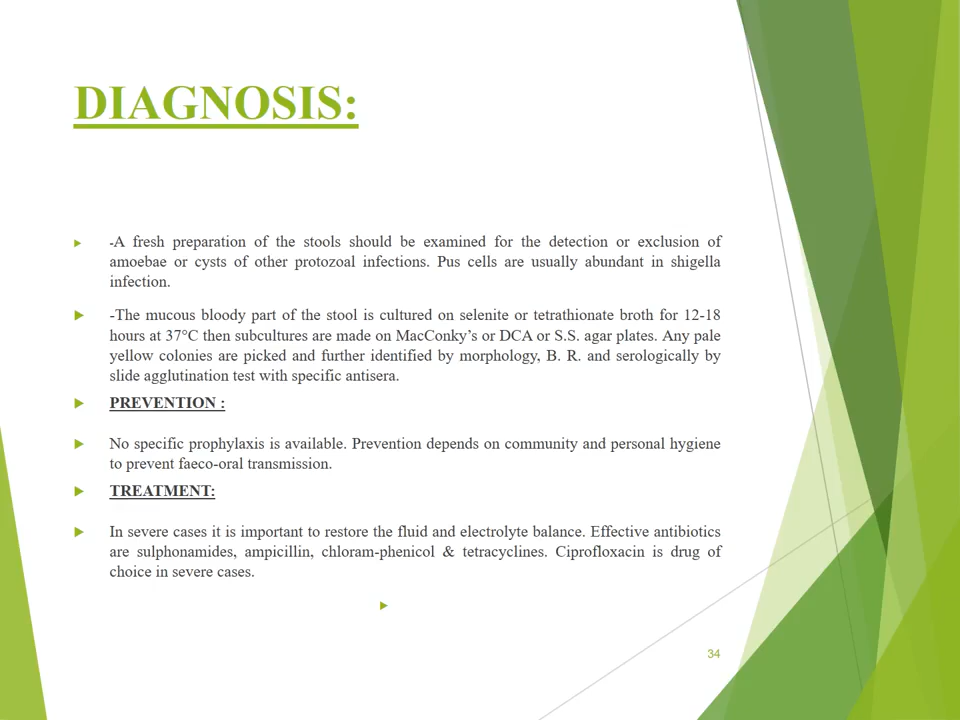 DIAGNOSIS:
-A fresh preparation of the stools should be examined for the detection or exclusion of
amoebae or cysts of other protozoal infections. Pus cells are usually abundant in shigella
infection.
-The mucous bloody part of the stool is cultured on selenite or tetrathionate broth for 12-18
hours at 37°C then subcultures are made on MacConky's or DCA or S.S. agar plates. Any pale
yellow colonies are picked and further identified by morphology, B. R. and serologically by
slide agglutination test with specific antisera.
PREVENTION :
No specific prophylaxis is available. Prevention depends on community and personal hygiene
to prevent faeco-oral transmission.
TREATMENT:
In severe cases it is important to restore the fluid and electrolyte balance. Effective antibiotics
are sulphonamides, ampicillin, chloram-phenicol & tetracyclines. Ciprofloxacin is drug of
choice in severe cases.
34